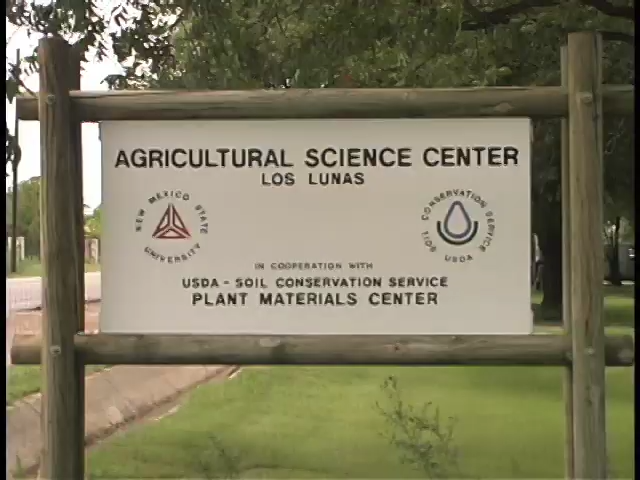 AGRICULTURAL SCIENCE CENTER
LOS LUNAS
NEW MEXICO STATE UNIVERSITY
SOIL CONSERVATION SERVICE
USDA
IN COOPERATION WITH
USDA - SOIL CONSERVATION SERVICE
PLANT MATERIALS CENTER